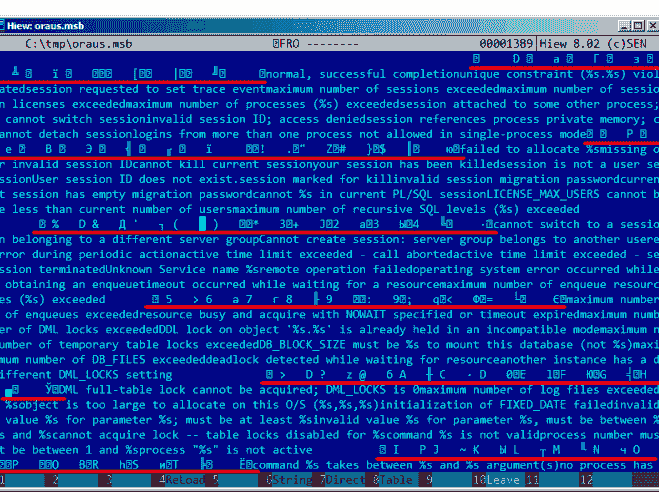 Hiew: oraus.msb
C:\tmp\oraus.msb FRO -------- 00001389 Hiew 8.02 (c)SEN
normal, successful completionunique constraint (%s.%s) viol
atedsession requested to set trace eventmaximum number of sessions exceededmaximum number of session
n licenses exceededmaximum number of processes (%s) exceededsession attached to some other process;
cannot switch sessioninvalid session ID; access deniedsession references process private memory; c
annot detach sessionlogins from more than one process not allowed in single-process mode
failed to allocate %smissing o
r invalid session IDcannot kill current sessionyour session has been killedsession is not a user se
ssionUser session ID does not exist.session marked for killinvalid session migration passwordcurren
t session has empty migration passwordcannot %s in current PL/SQL sessionLICENSE_MAX_USERS cannot b
e less than current number of usersmaximum number of recursive SQL levels (%s) exceeded
cannot switch to a sessio
n belonging to a different server groupCannot create session: server group belongs to another usere
rror during periodic actionactive time limit exceeded - call abortedactive time limit exceeded - se
ssion terminatedUnknown Service name %sremote operation failedoperating system error occurred while
obtaining an enqueuetimeout occurred while waiting for a resourcemaximum number of enqueue resourc
es (%s) exceeded
maximum number
of enqueues exceededresource busy and acquire with NOWAIT specified or timeout expiredmaximum numb
er of DML locks exceededDDL lock on object '%s.%s' is already held in an incompatible modemaximum n
umber of temporary table locks exceededDB_BLOCK_SIZE must be %s to mount this database (not %s)maxi
mum number of DB_FILES exceededdeadlock detected while waiting for resourceanother instance has a d
ifferent DML_LOCKS setting
DML full-table lock cannot be acquired; DML_LOCKS is 0maximum number of log files exceeded
%sobject is too large to allocate on this O/S (%s,%s,%s)initialization of FIXED_DATE failedinvalid
value %s for parameter %s; must be at least %sinvalid value %s for parameter %s, must be between %
s and %scannot acquire lock -- table locks disabled for %scommand %s is not validprocess number mus
t be between 1 and %sprocess "%s" is not active
command %s takes between %s and %s argument(s)no process has
1 2 3 4 ReLoad 5 6 String 7 Direct 8 Table 9 10 Leave 11 12